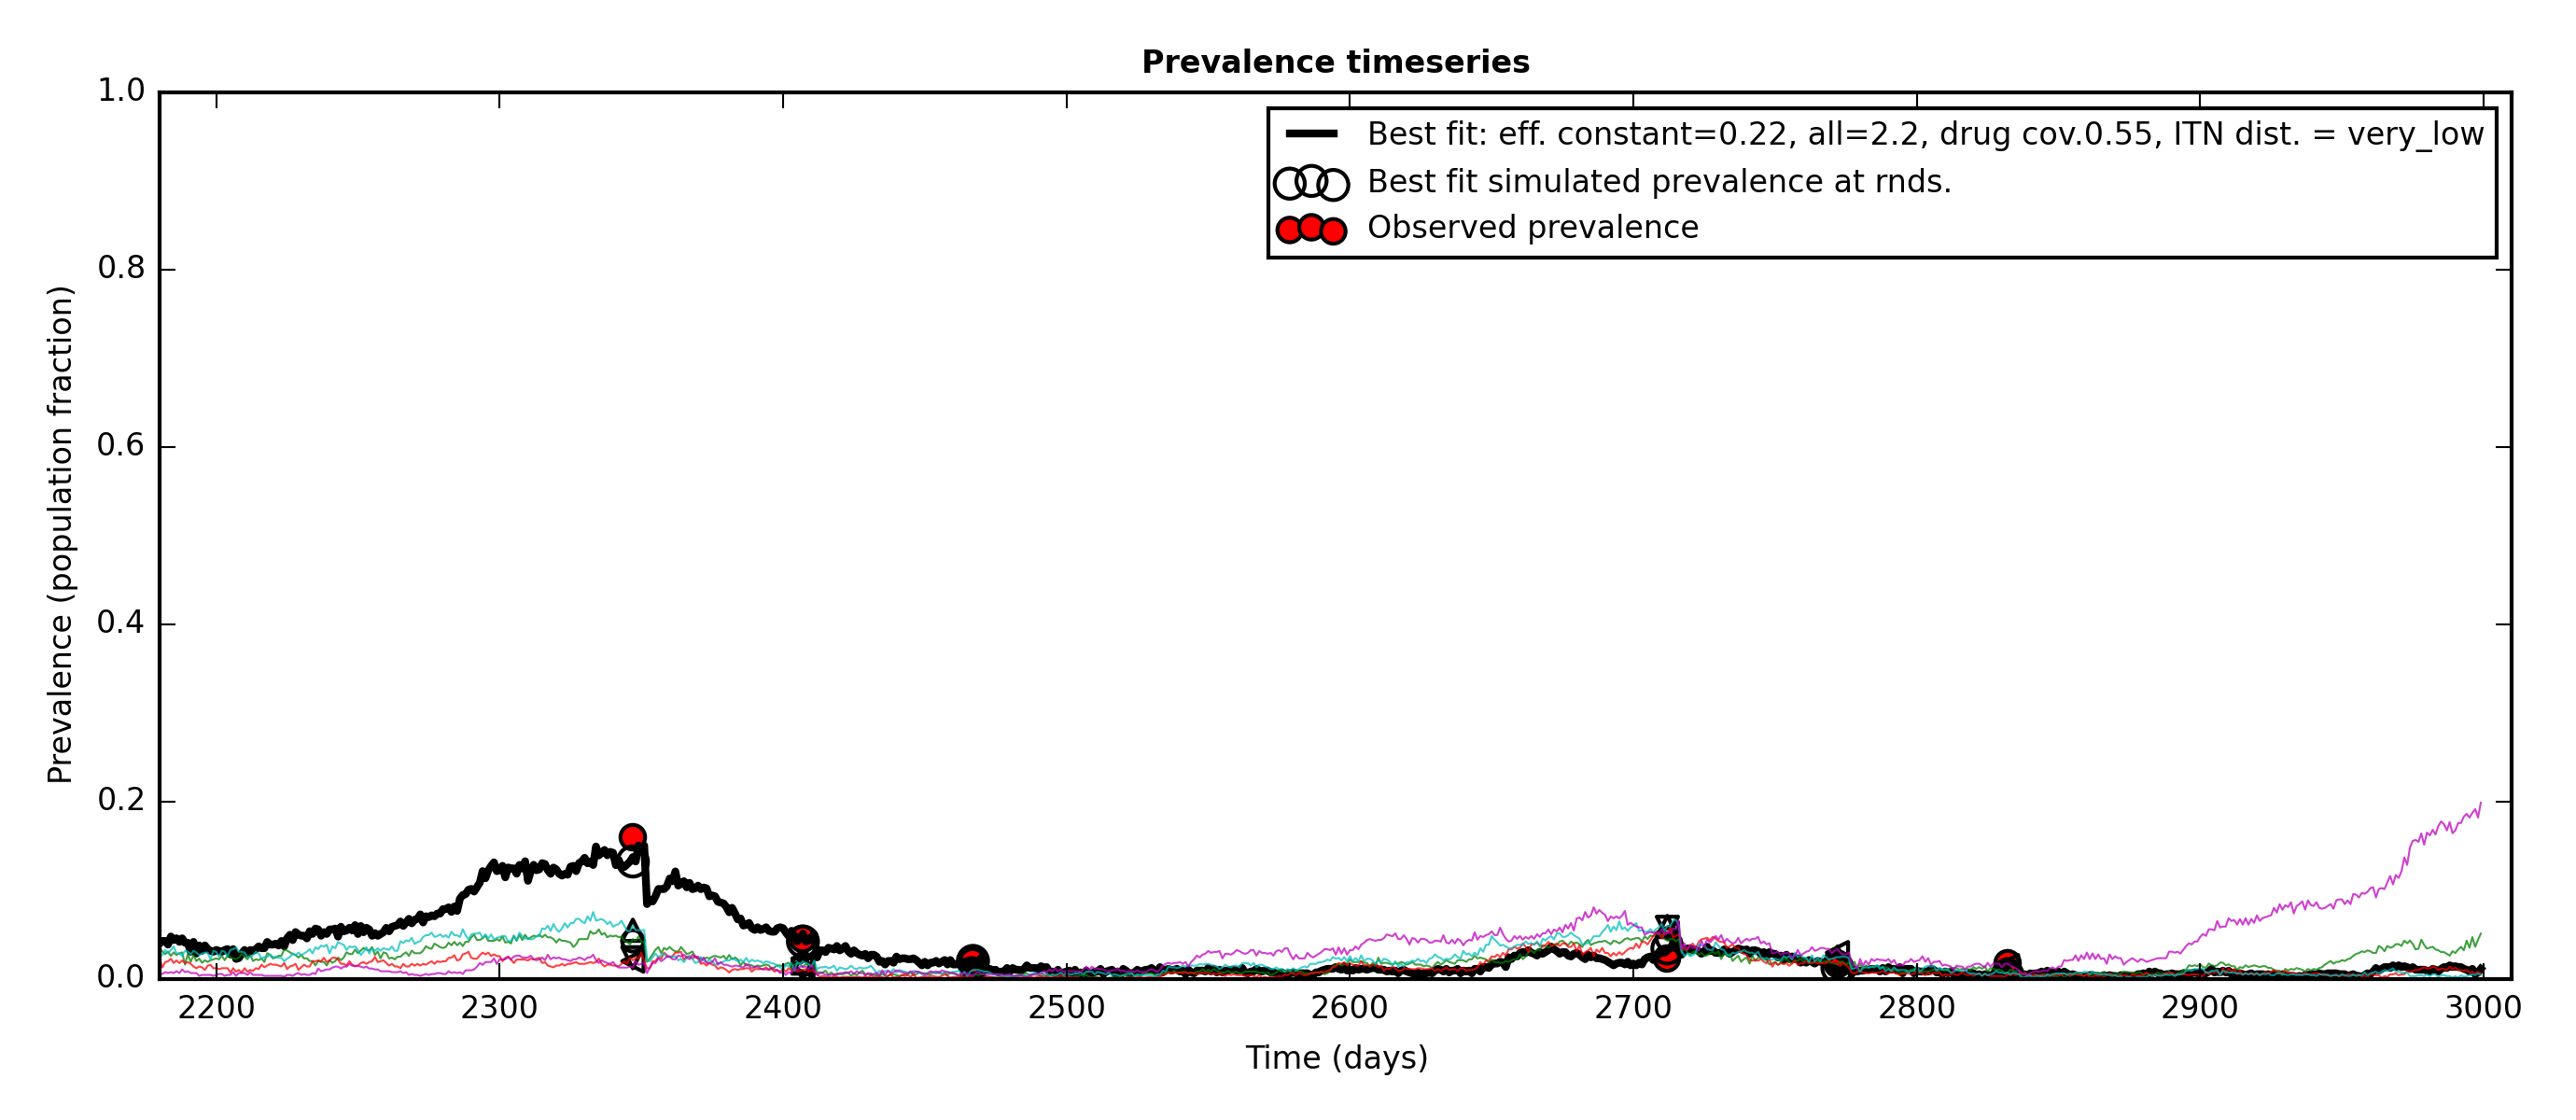 Prevalence timeseries
Best fit: eff. constant=0.22, all=2.2, drug cov.0.55, ITN dist. = very_low
Best fit simulated prevalence at rnds.
Observed prevalence
Prevalence (population fraction)
1.0
0.8
0.6
0.4
0.2
0.0
2200 2300 2400 2500 2600 2700 2800 2900 3000
Time (days)